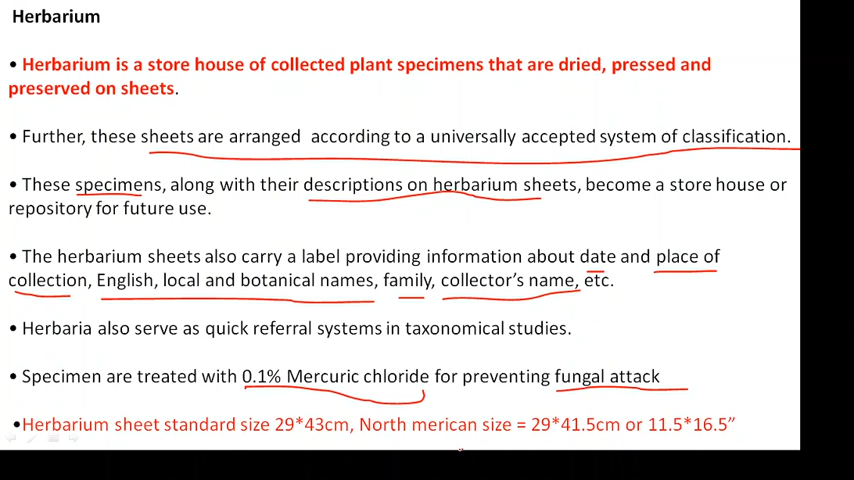 Herbarium
• Herbarium is a store house of collected plant specimens that are dried, pressed and
preserved on sheets.
• Further, these sheets are arranged according to a universally accepted system of classification.
• These specimens, along with their descriptions on herbarium sheets, become a store house or
repository for future use.
• The herbarium sheets also carry a label providing information about date and place of
collection, English, local and botanical names, family, collector's name, etc.
• Herbaria also serve as quick referral systems in taxonomical studies.
• Specimen are treated with 0.1% Mercuric chloride for preventing fungal attack
•Herbarium sheet standard size 29*43cm, North merican size = 29*41.5cm or 11.5*16.5”